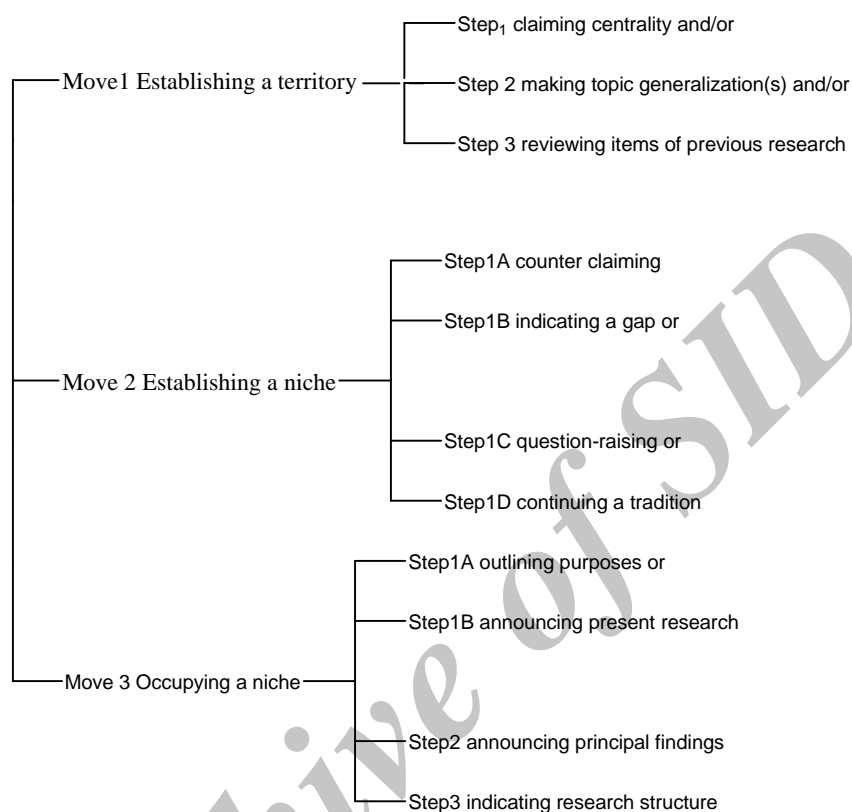 Step₁ claiming centrality and/or
Move1 Establishing a territory
Step 2 making topic generalization(s) and/or
Step 3 reviewing items of previous research
Step1A counter claiming
Step1B indicating a gap or
Move 2 Establishing a niche
Step1C question-raising or
Step1D continuing a tradition
Step1A outlining purposes or
Step1B announcing present research
Move 3 Occupying a niche
Step2 announcing principal findings
Step3 indicating research structure
hive of SID